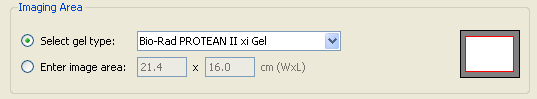 Imaging Area
Select gel type: Bio-Rad PROTEAN II xi Gel
Enter image area: 21.4 x 16.0 cm (WxL)